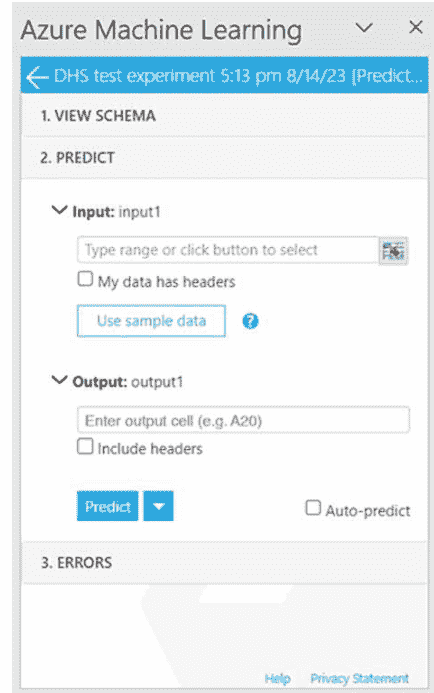 Azure Machine Learning
DHS test experiment 5:13 pm 8/14/23 [Predict...
1. VIEW SCHEMA
2. PREDICT
Input: input1
Type range or click button to select
My data has headers
Use sample data ?
Output: output1
Enter output cell (e.g. A20)
Include headers
Predict Auto-predict
3. ERRORS
Help Privacy Statement